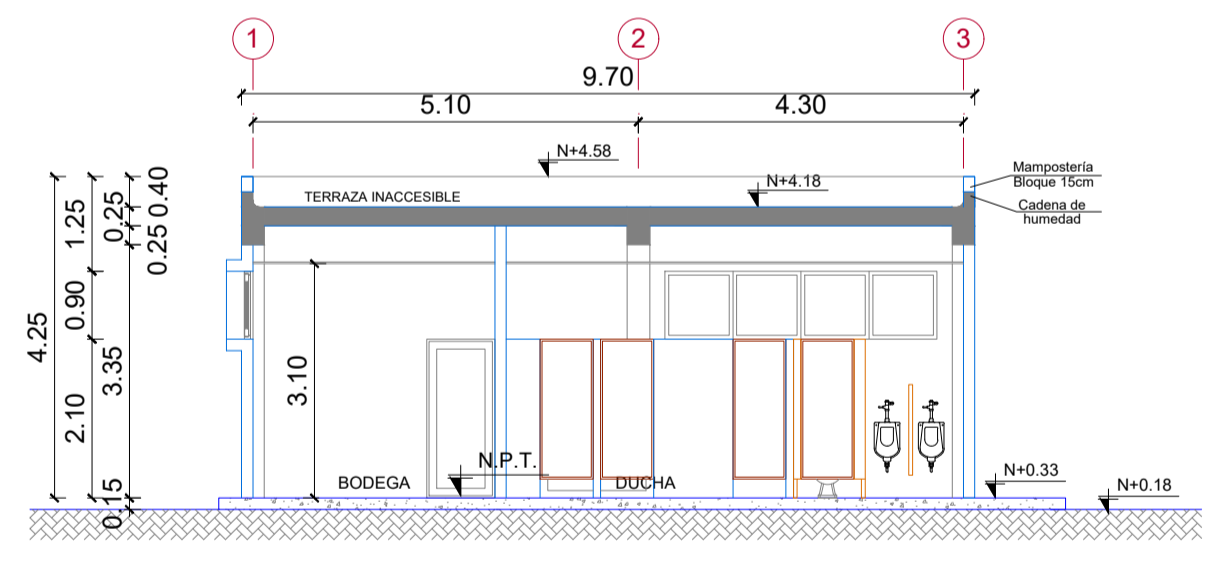 1
2
3
9.70
5.10
4.30
N+4.58
N+4.18
TERRAZA INACCESIBLE
Mampostería
Bloque 15cm
Cadena de
humedad
4.25
1.25
0.90
2.10
0.40
0.25
0.25
3.35
0.15
3.10
N.P.T.
BODEGA
DUCHA
N+0.33
N+0.18